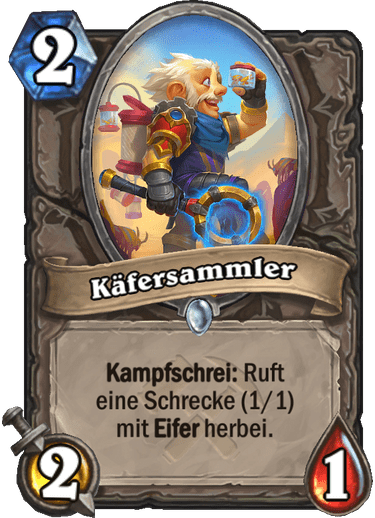 2
Käfersammler
Kampfschrei: Ruft
eine Schrecke (1/1)
mit Eifer herbei.
2
1